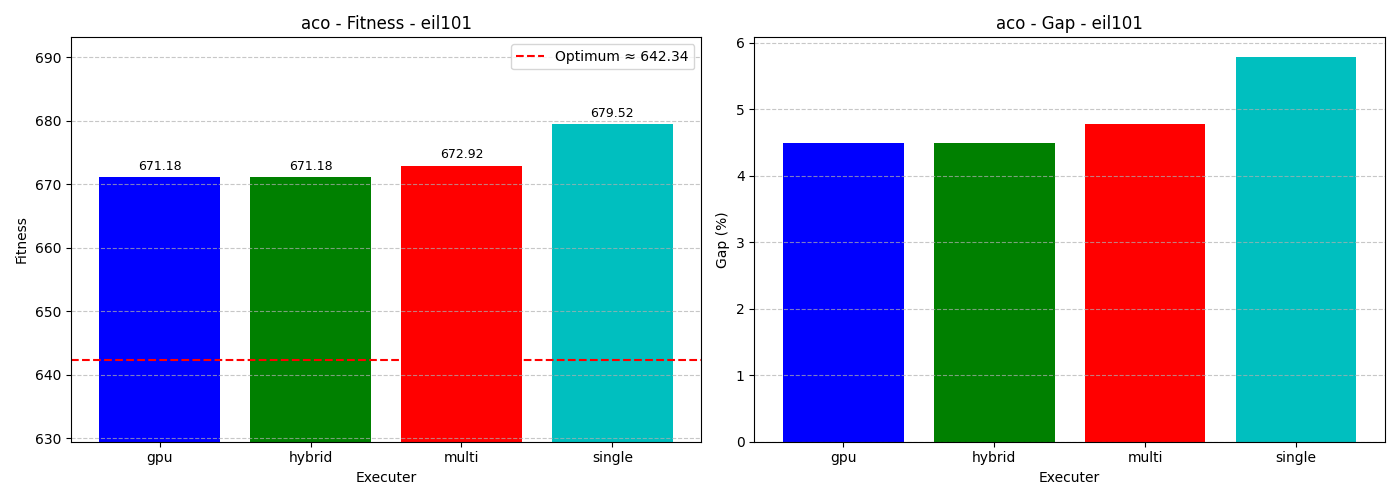 aco - Fitness - eil101
690
680
670
660
650
640
630
Fitness
Optimum ≈ 642.34
671.18
671.18
672.92
679.52
gpu
hybrid
multi
single
Executer
aco - Gap - eil101
6
5
4
3
2
1
0
Gap (%)
gpu
hybrid
multi
single
Executer